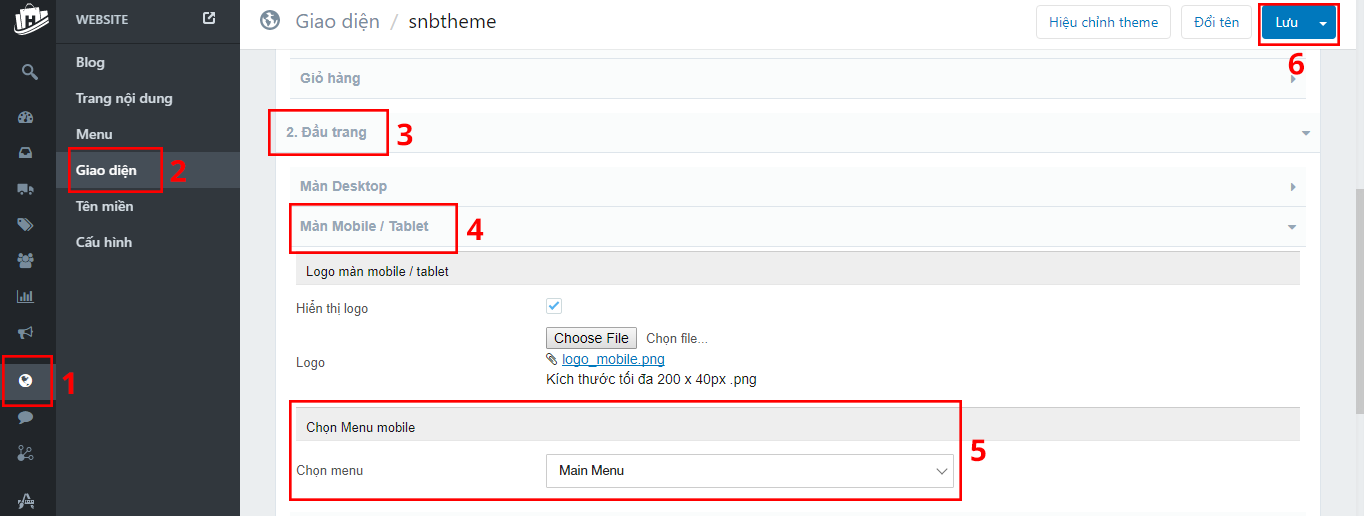 WEBSITE
Giao diện / snbtheme
Hiệu chỉnh theme
Đổi tên
Lưu
6
Blog
Trang nội dung
Menu
Giao diện
2
Tên miền
Cấu hình
1
Giỏ hàng
2. Đầu trang
3
Màn Desktop
Màn Mobile / Tablet
4
Logo màn mobile / tablet
Hiển thị logo
Choose File Chọn file...
Logo
logo_mobile.png
Kích thước tối đa 200 x 40px .png
Chọn Menu mobile
5
Chọn menu
Main Menu